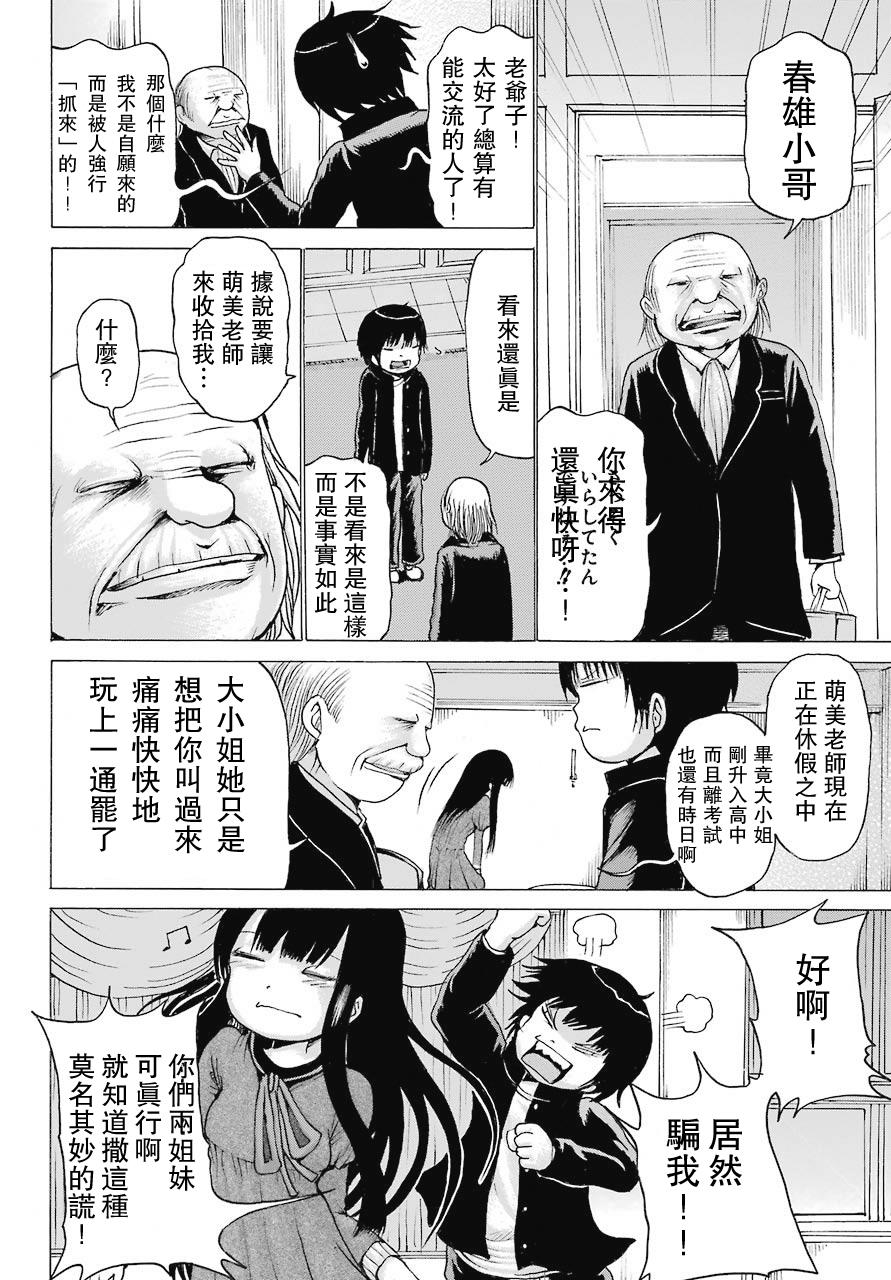 春雄小哥
你來得
還真快呀!!
いらしてたん
老爺子！
太好了總算有
能交流的人了！
那個什麼
我不是自願來的
而是被人強行
「抓來」的！！
看來還真是
不是看來是這樣
而是事實如此
據說要讓
萌美老師
來收拾我…
什麼？
萌美老師現在
正在休假之中
畢竟大小姐
剛升入高中
而且離考試
也還有時日啊
大小姐她只是
想把你叫過來
痛痛快快地
玩上一通罷了
好啊！
居然
騙我！！
你們兩姐妹
可真行啊
就知道撒這種
莫名其妙的謊！